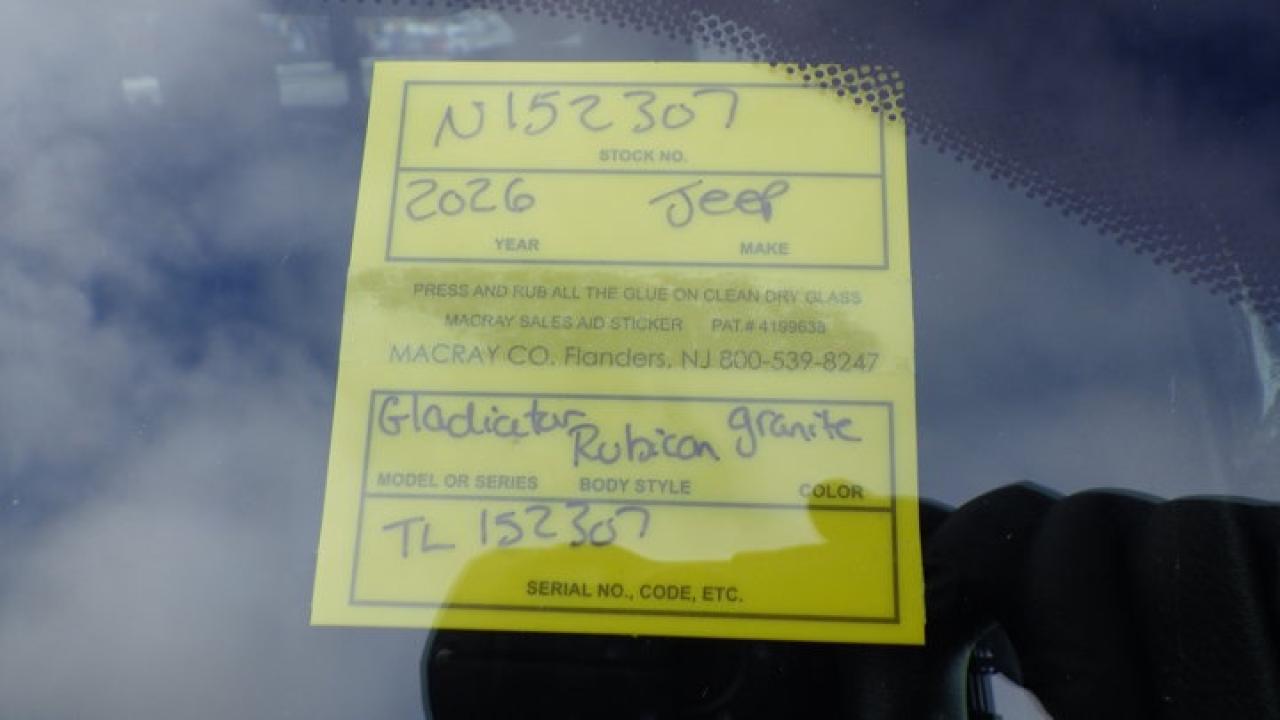 N152307
STOCK NO.
2026 Jeep
YEAR MAKE
PRESS AND RUB ALL THE GLUE ON CLEAN DRY GLASS
MACRAY SALES AID STICKER PAT.# 4199638
MACRAY CO. Flanders, NJ 800-539-8247
Gladiator Rubicon granite
MODEL OR SERIES BODY STYLE COLOR
TL 152307
SERIAL NO., CODE, ETC.